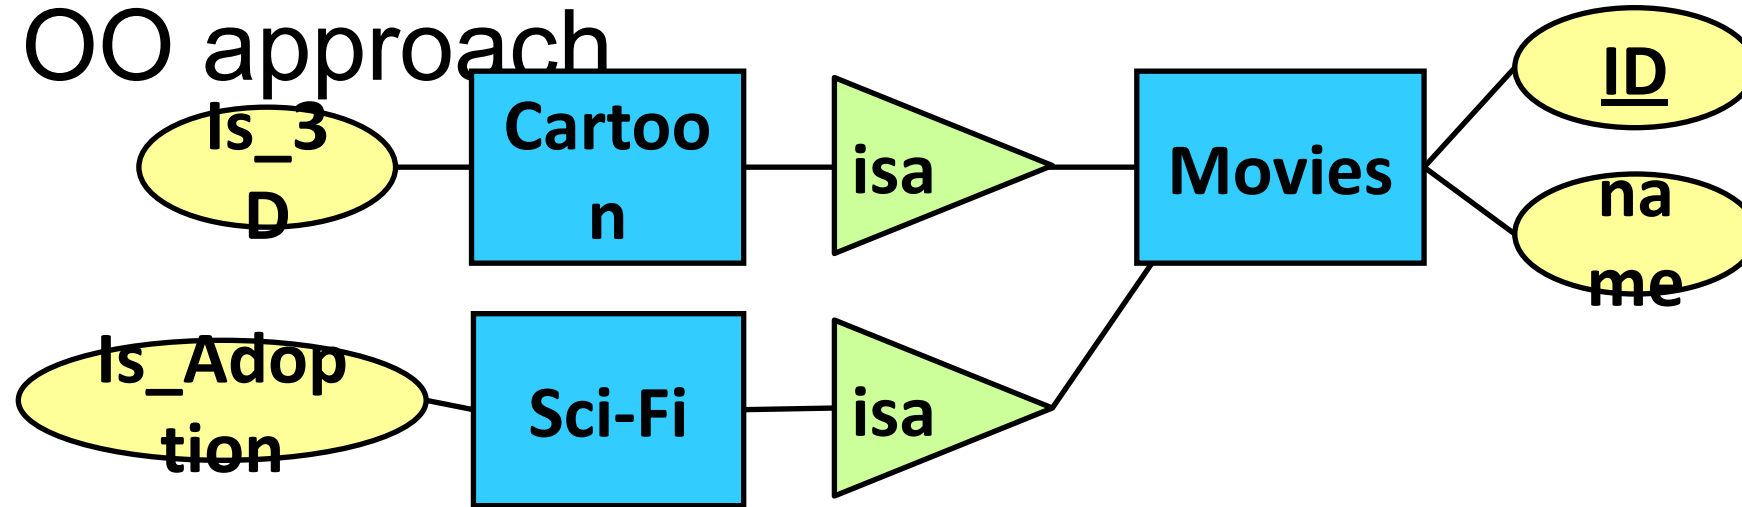 OO approach
Is_3
D
Cartoo
n
isa
Movies
ID
na
me
Is_Adop
tion
Sci-Fi
isa